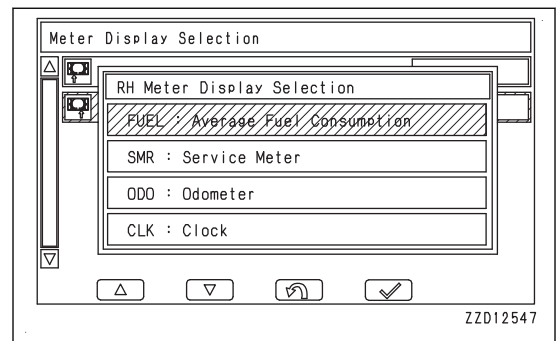 Meter Display Selection
RH Meter Display Selection
FUEL : Average Fuel Consumption
SMR : Service Meter
ODO : Odometer
CLK : Clock
ZZD12547